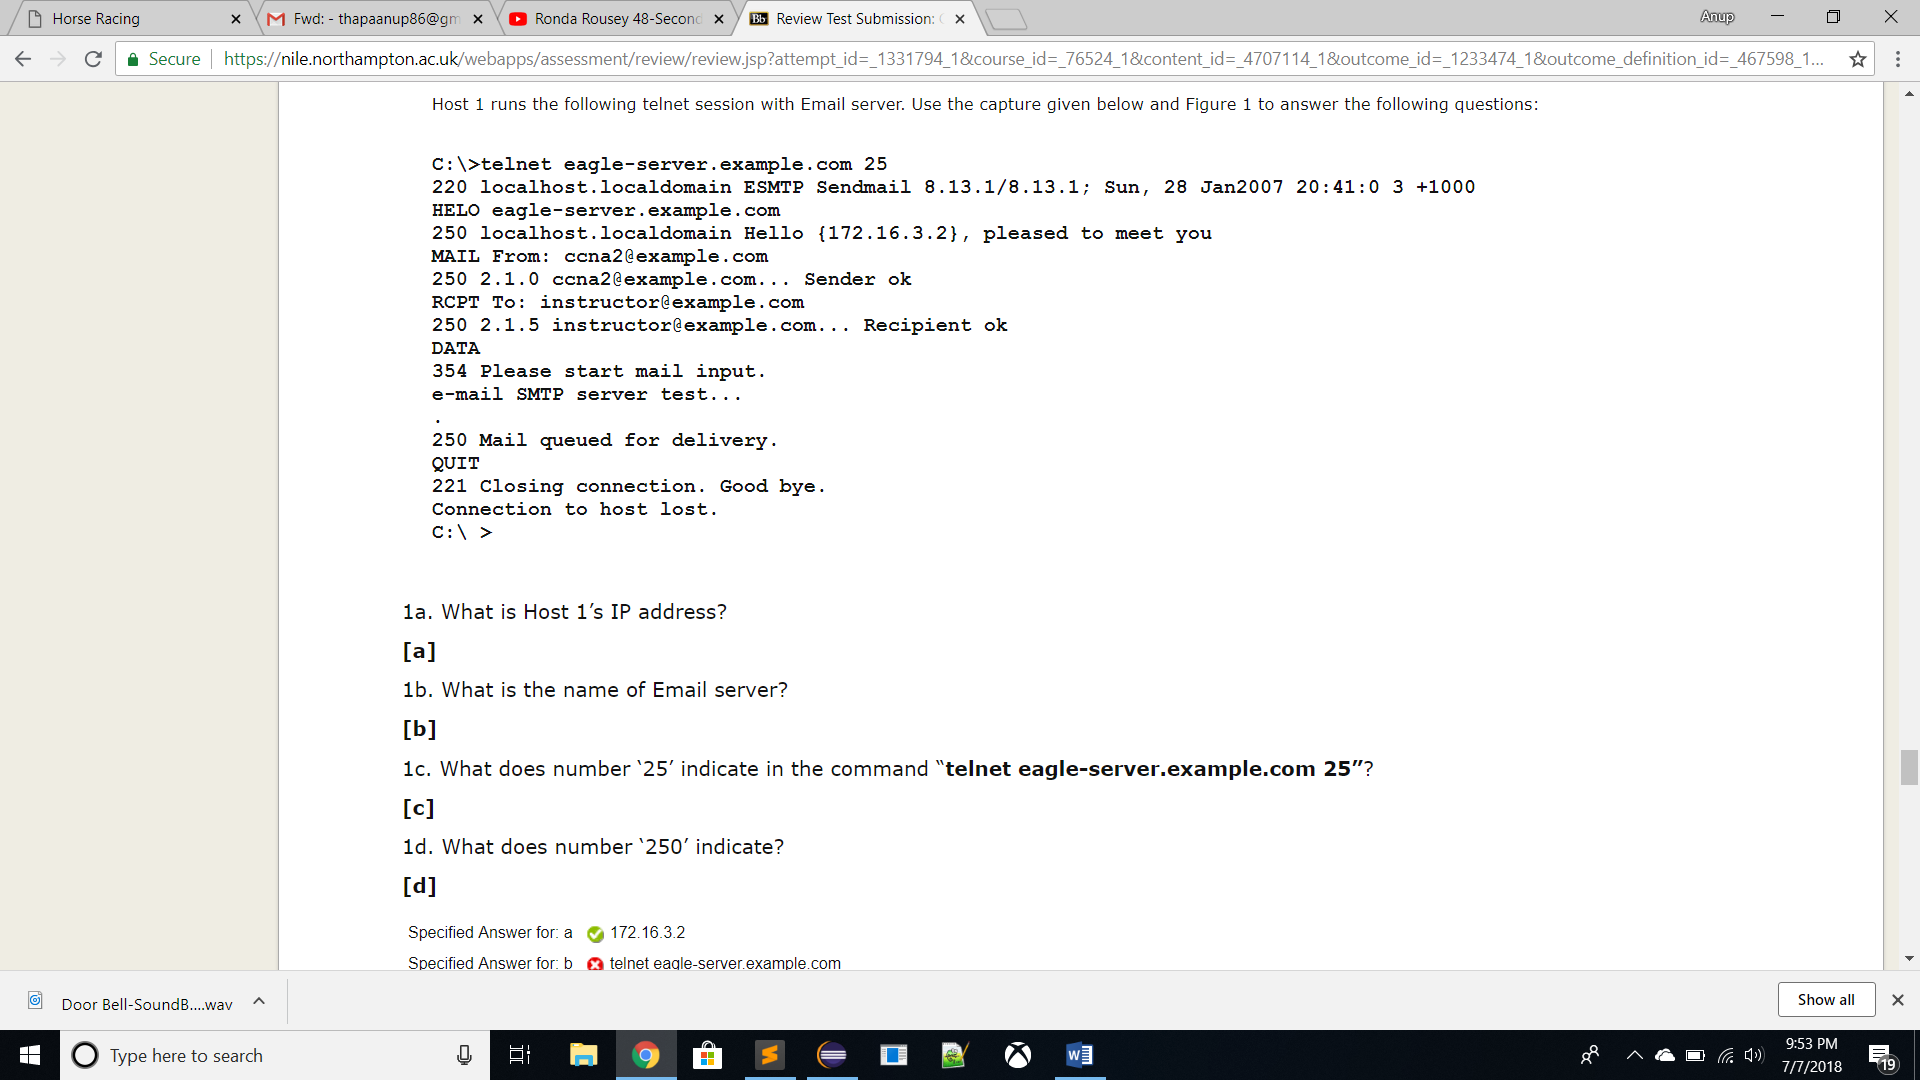 Horse Racing
Fwd: - thapaanup86@gm
Ronda Rousey 48-Second
Bb Review Test Submission: 
Anup
Secure https://nile.northampton.ac.uk/webapps/assessment/review/review.jsp?attempt_id=_1331794_1&course_id=_76524_1&content_id=_4707114_1&outcome_id=_1233474_1&outcome_definition_id=_467598_1...
Host 1 runs the following telnet session with Email server. Use the capture given below and Figure 1 to answer the following questions:
C:\>telnet eagle-server.example.com 25
220 localhost.localdomain ESMTP Sendmail 8.13.1/8.13.1; Sun, 28 Jan2007 20:41:0 3 +1000
HELO eagle-server.example.com
250 localhost.localdomain Hello {172.16.3.2}, pleased to meet you
MAIL From: ccna2@example.com
250 2.1.0 ccna2@example.com... Sender ok
RCPT To: instructor@example.com
250 2.1.5 instructor@example.com... Recipient ok
DATA
354 Please start mail input.
e-mail SMTP server test...
.
250 Mail queued for delivery.
QUIT
221 Closing connection. Good bye.
Connection to host lost.
C:\ >
1a. What is Host 1’s IP address?
[a]
1b. What is the name of Email server?
[b]
1c. What does number ‘25’ indicate in the command “telnet eagle-server.example.com 25”?
[c]
1d. What does number ‘250’ indicate?
[d]
Specified Answer for: a 172.16.3.2
Specified Answer for: b telnet eagle-server.example.com
Door Bell-SoundB....wav
Show all
Type here to search
9:53 PM
7/7/2018
19